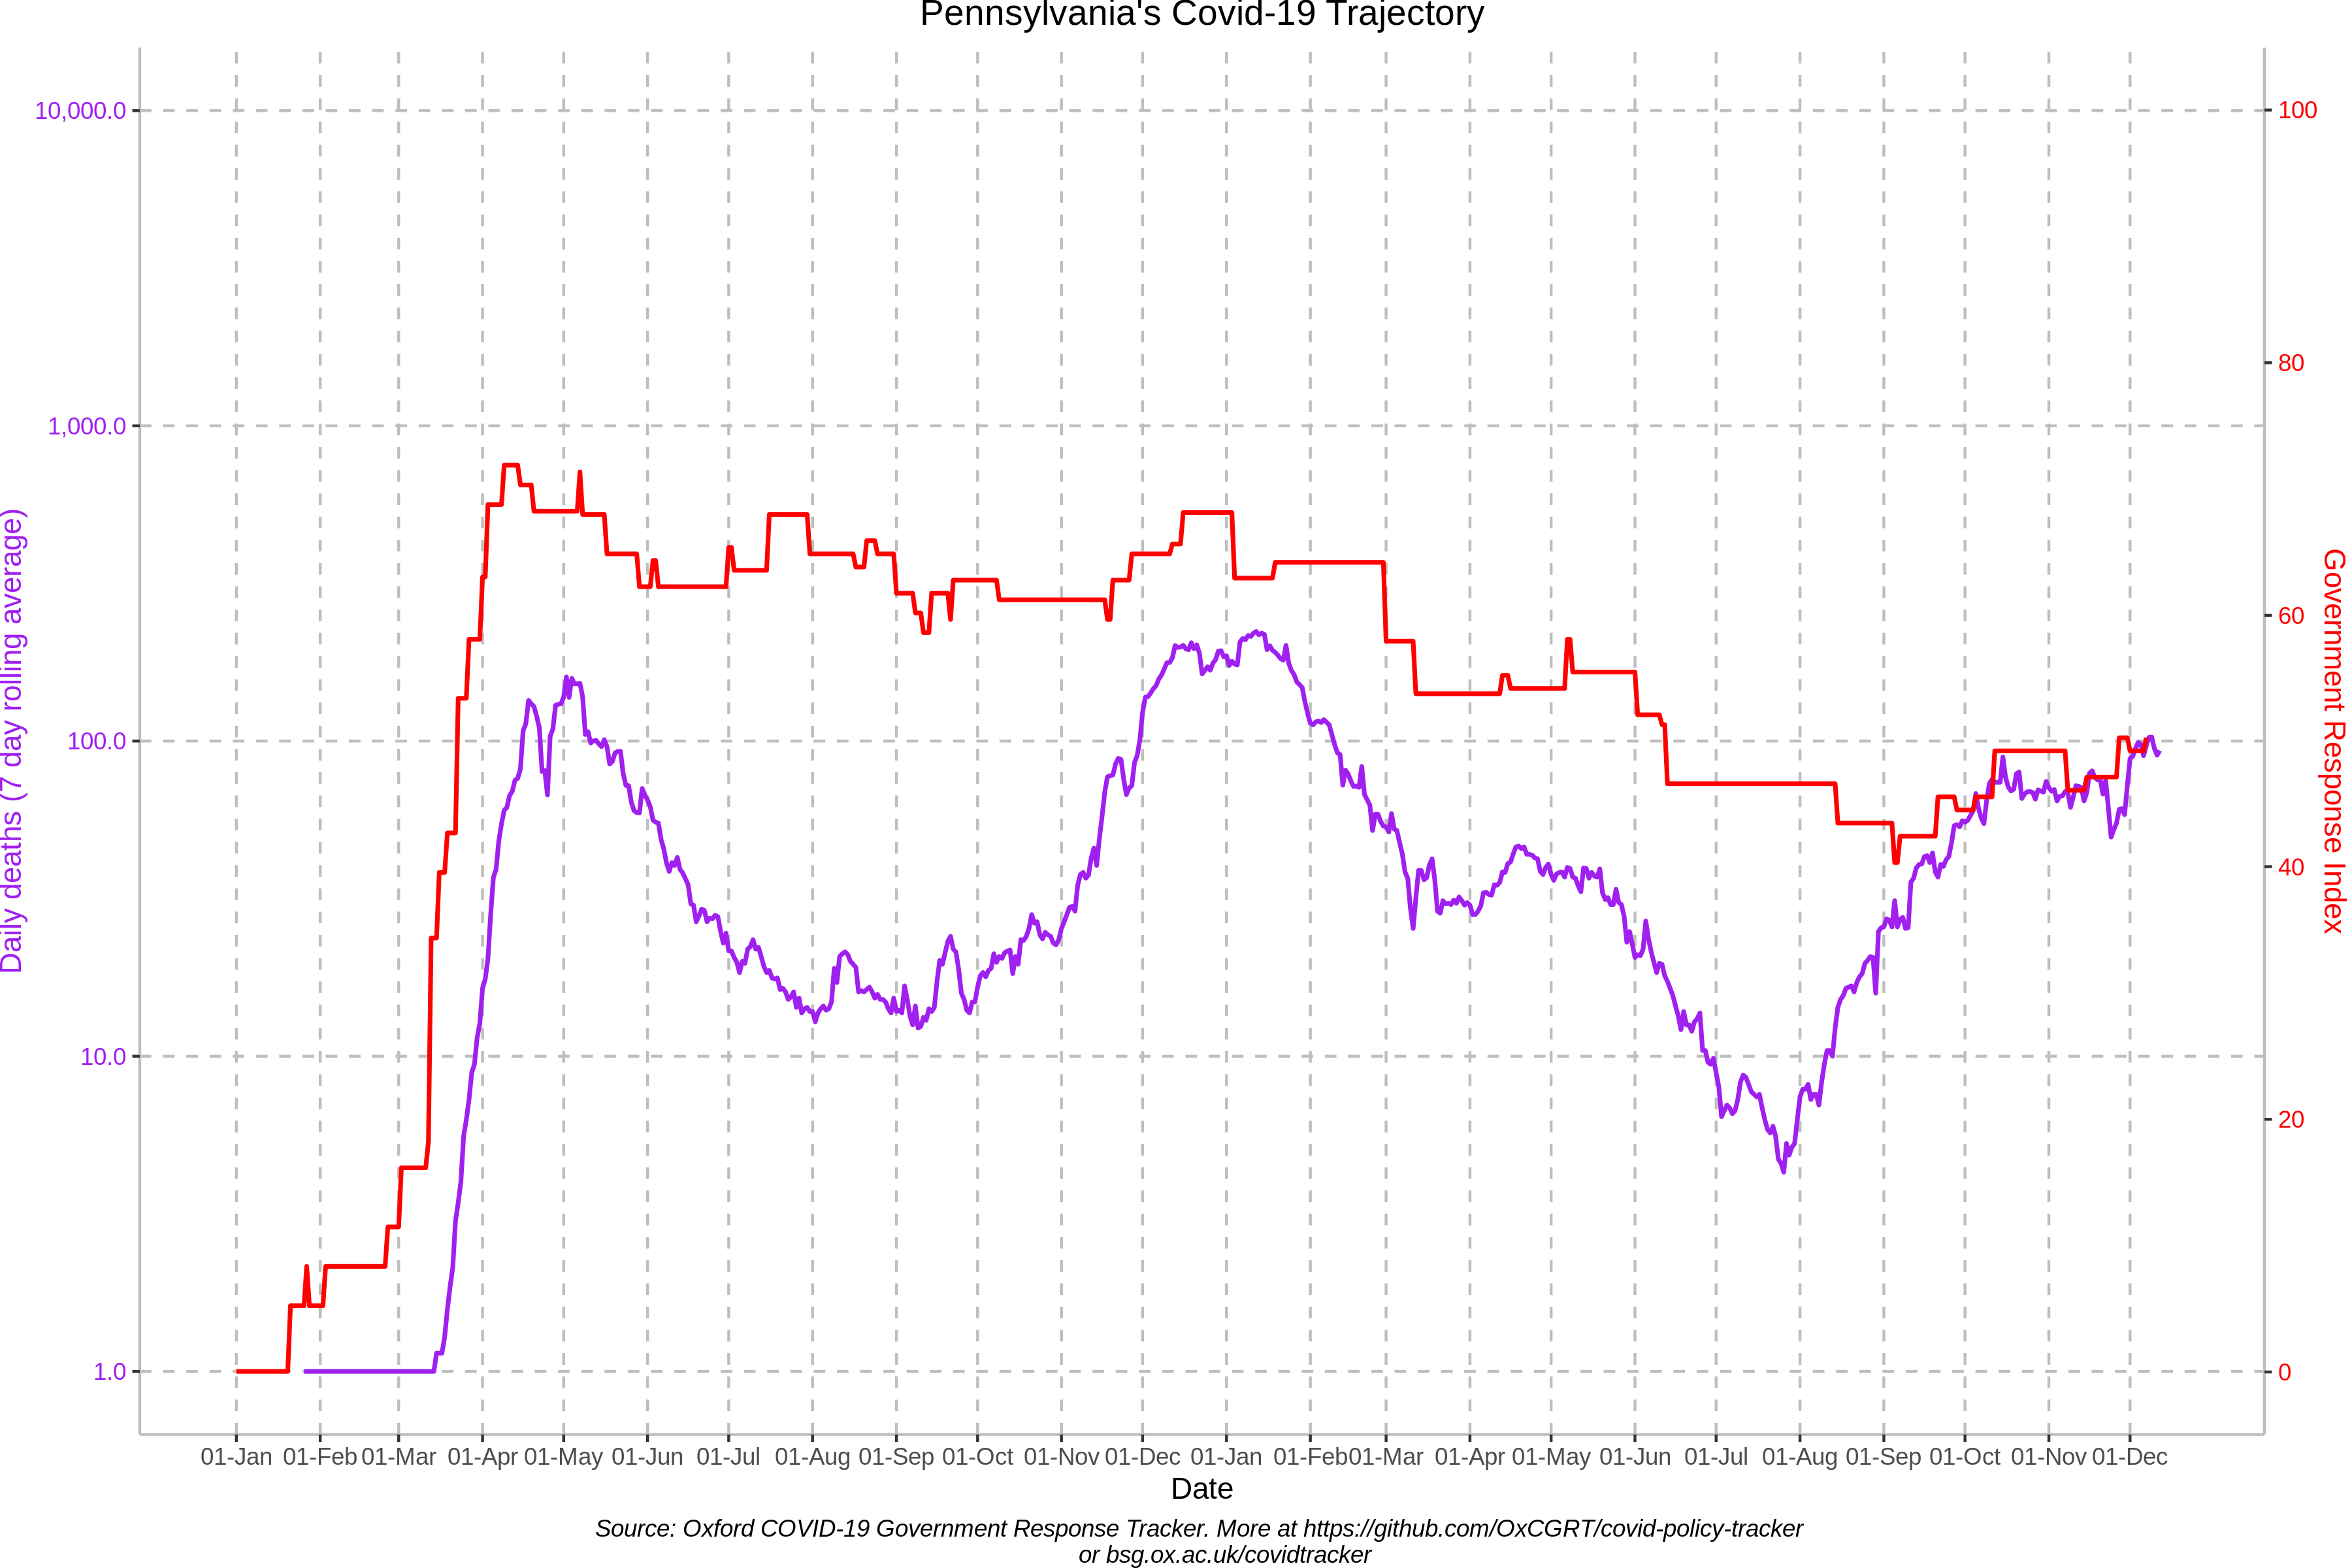 Pennsylvania's Covid-19 Trajectory
10,000.0
1,000.0
100.0
10.0
1.0
Daily deaths (7 day rolling average)
100
80
60
40
20
0
Government Response Index
01-Jan 01-Feb 01-Mar 01-Apr 01-May 01-Jun 01-Jul 01-Aug 01-Sep 01-Oct 01-Nov 01-Dec 01-Jan 01-Feb 01-Mar 01-Apr 01-May 01-Jun 01-Jul 01-Aug 01-Sep 01-Oct 01-Nov 01-Dec
Date
Source: Oxford COVID-19 Government Response Tracker. More at https://github.com/OxCGRT/covid-policy-tracker
or bsg.ox.ac.uk/covidtracker